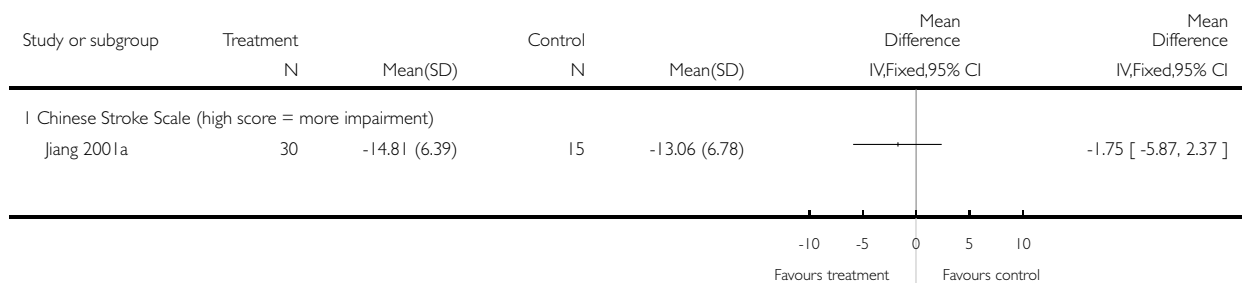 Study or subgroup Treatment Control Mean Difference Mean Difference
N Mean(SD) N Mean(SD) IV,Fixed,95% CI IV,Fixed,95% CI
1 Chinese Stroke Scale (high score = more impairment)
Jiang 2001a 30 -14.81 (6.39) 15 -13.06 (6.78) -1.75 [ -5.87, 2.37 ]
-10 -5 0 5 10
Favours treatment Favours control